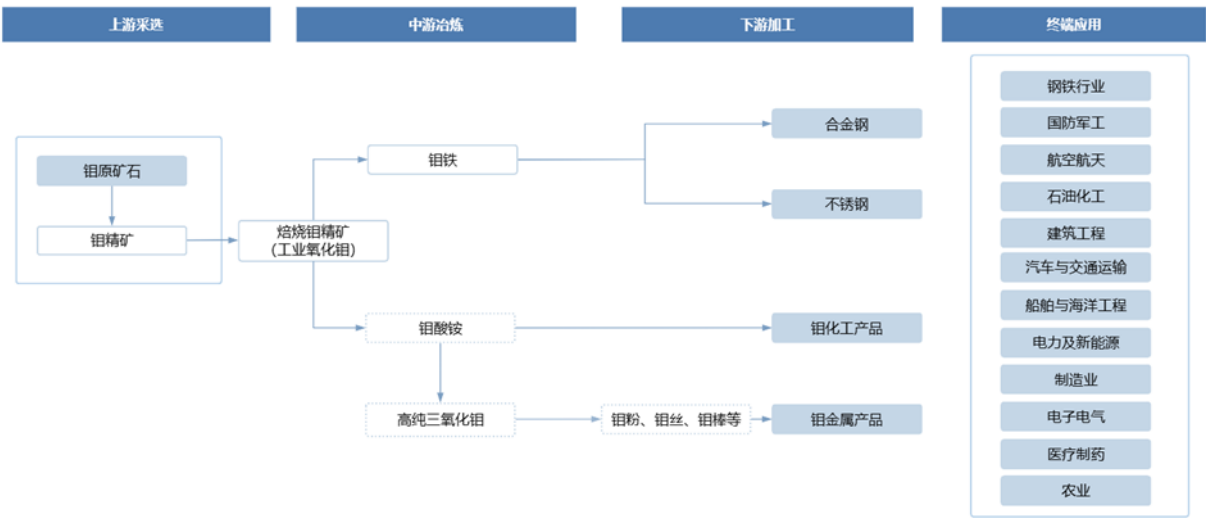 上游采选
中游冶炼
下游加工
终端应用
钼原矿石
钼精矿
焙烧钼精矿
（工业氧化钼）
钼铁
钼酸铵
高纯三氧化钼
钼粉、钼丝、钼棒等
合金钢
不锈钢
钼化工产品
钼金属产品
钢铁行业
国防军工
航空航天
石油化工
建筑工程
汽车与交通运输
船舶与海洋工程
电力及新能源
制造业
电子电气
医疗制药
农业